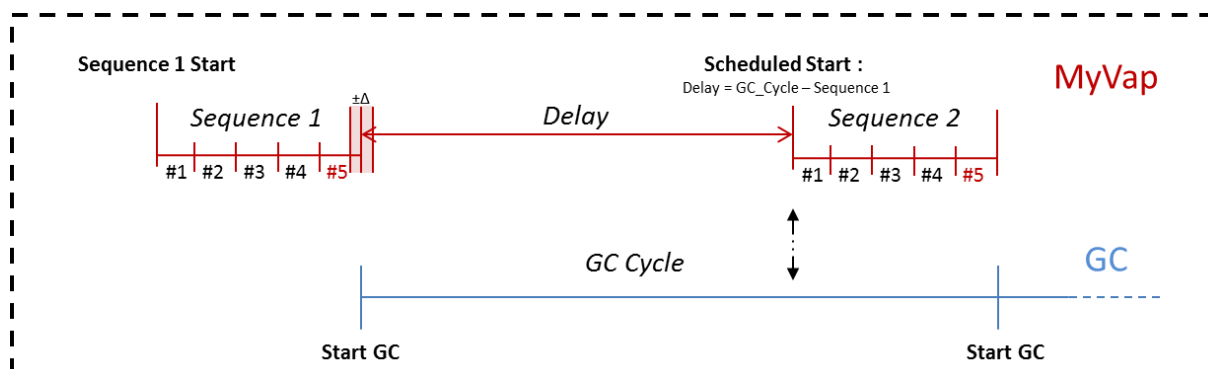 Sequence 1 Start
Scheduled Start :
Delay = GC_Cycle – Sequence 1
MyVap
±Δ
Sequence 1
Delay
Sequence 2
#1 #2 #3 #4 #5
#1 #2 #3 #4 #5
GC Cycle
GC
Start GC
Start GC